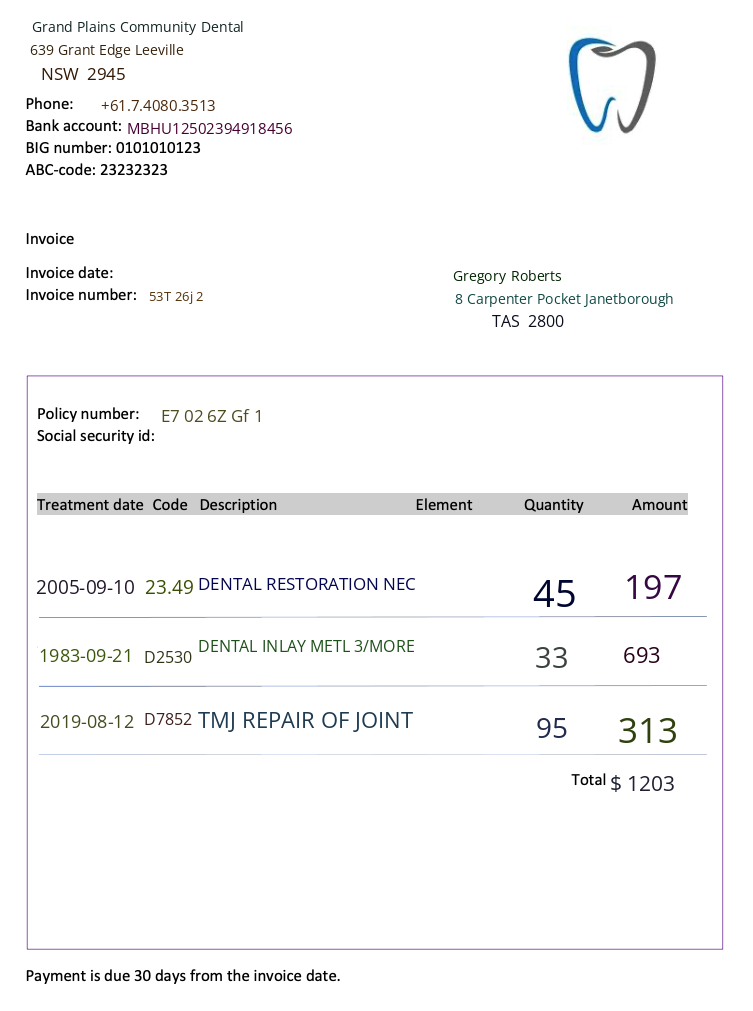 Grand Plains Community Dental
639 Grant Edge Leeville
NSW 2945
Phone: +61.7.4080.3513
Bank account: MBHU12502394918456
BIG number: 0101010123
ABC-code: 23232323
Invoice
Invoice date:
Invoice number: 53T 26j 2
Gregory Roberts
8 Carpenter Pocket Janetborough
TAS 2800
Policy number: E7 02 6Z Gf 1
Social security id:
Treatment date Code Description Element Quantity Amount
2005-09-10 23.49 DENTAL RESTORATION NEC 45 197
1983-09-21 D2530 DENTAL INLAY METL 3/MORE 33 693
2019-08-12 D7852 TMJ REPAIR OF JOINT 95 313
Total $ 1203
Payment is due 30 days from the invoice date.